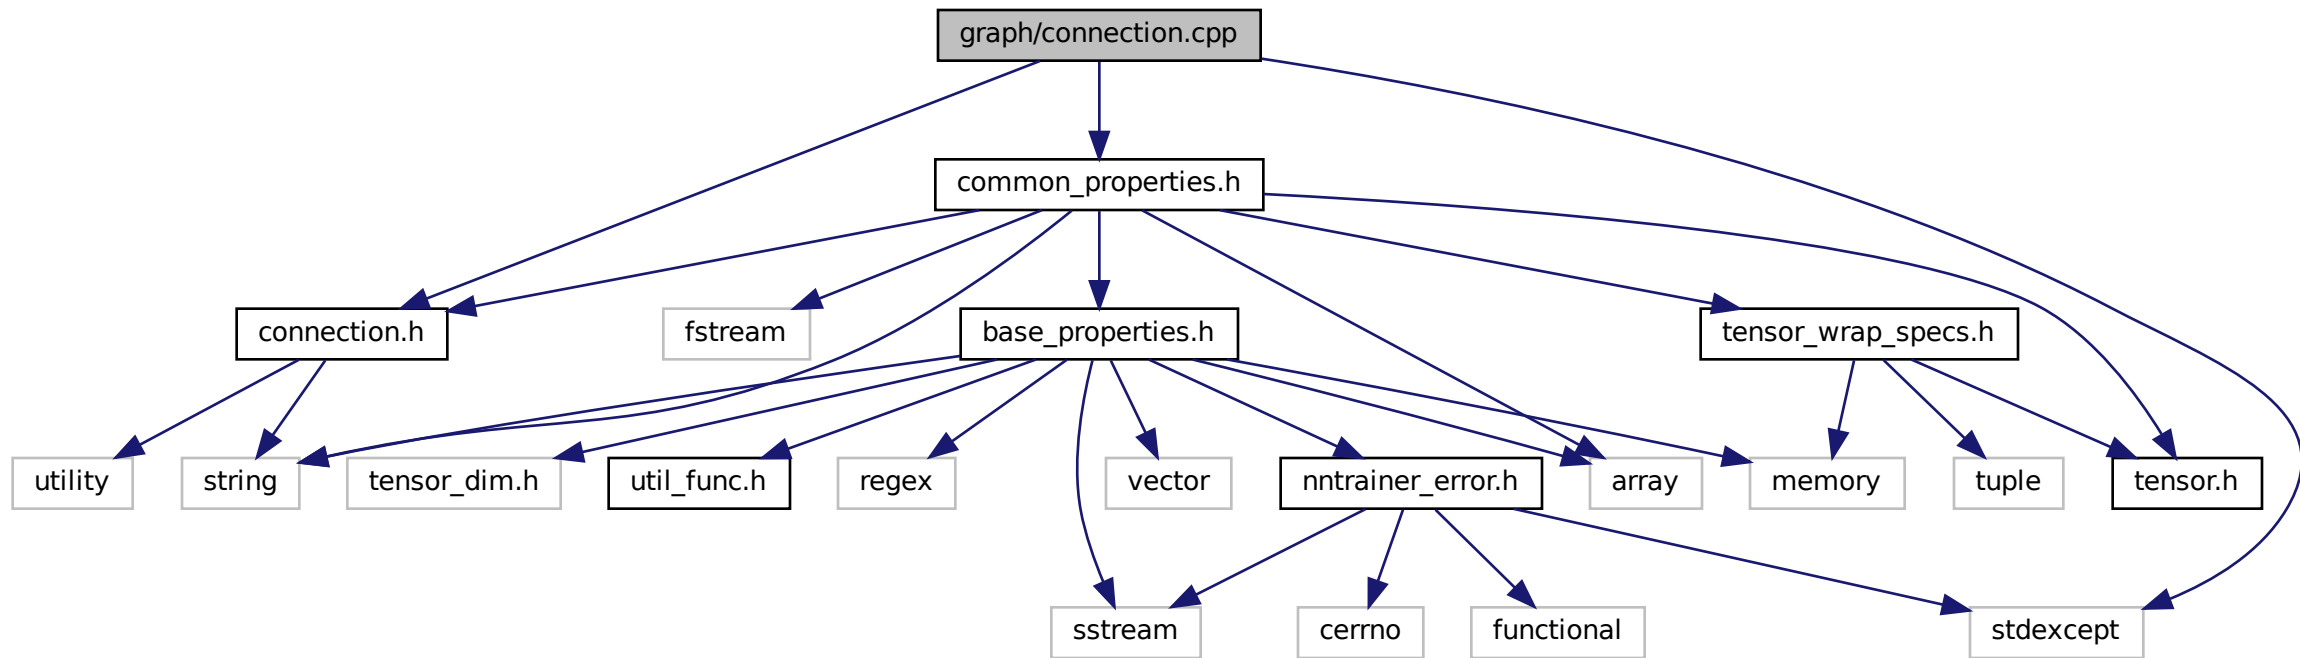 graph/connection.cpp
common_properties.h
connection.h
fstream
base_properties.h
tensor_wrap_specs.h
utility
string
tensor_dim.h
util_func.h
regex
vector
nntrainer_error.h
array
memory
tuple
tensor.h
sstream
cerrno
functional
stdexcept